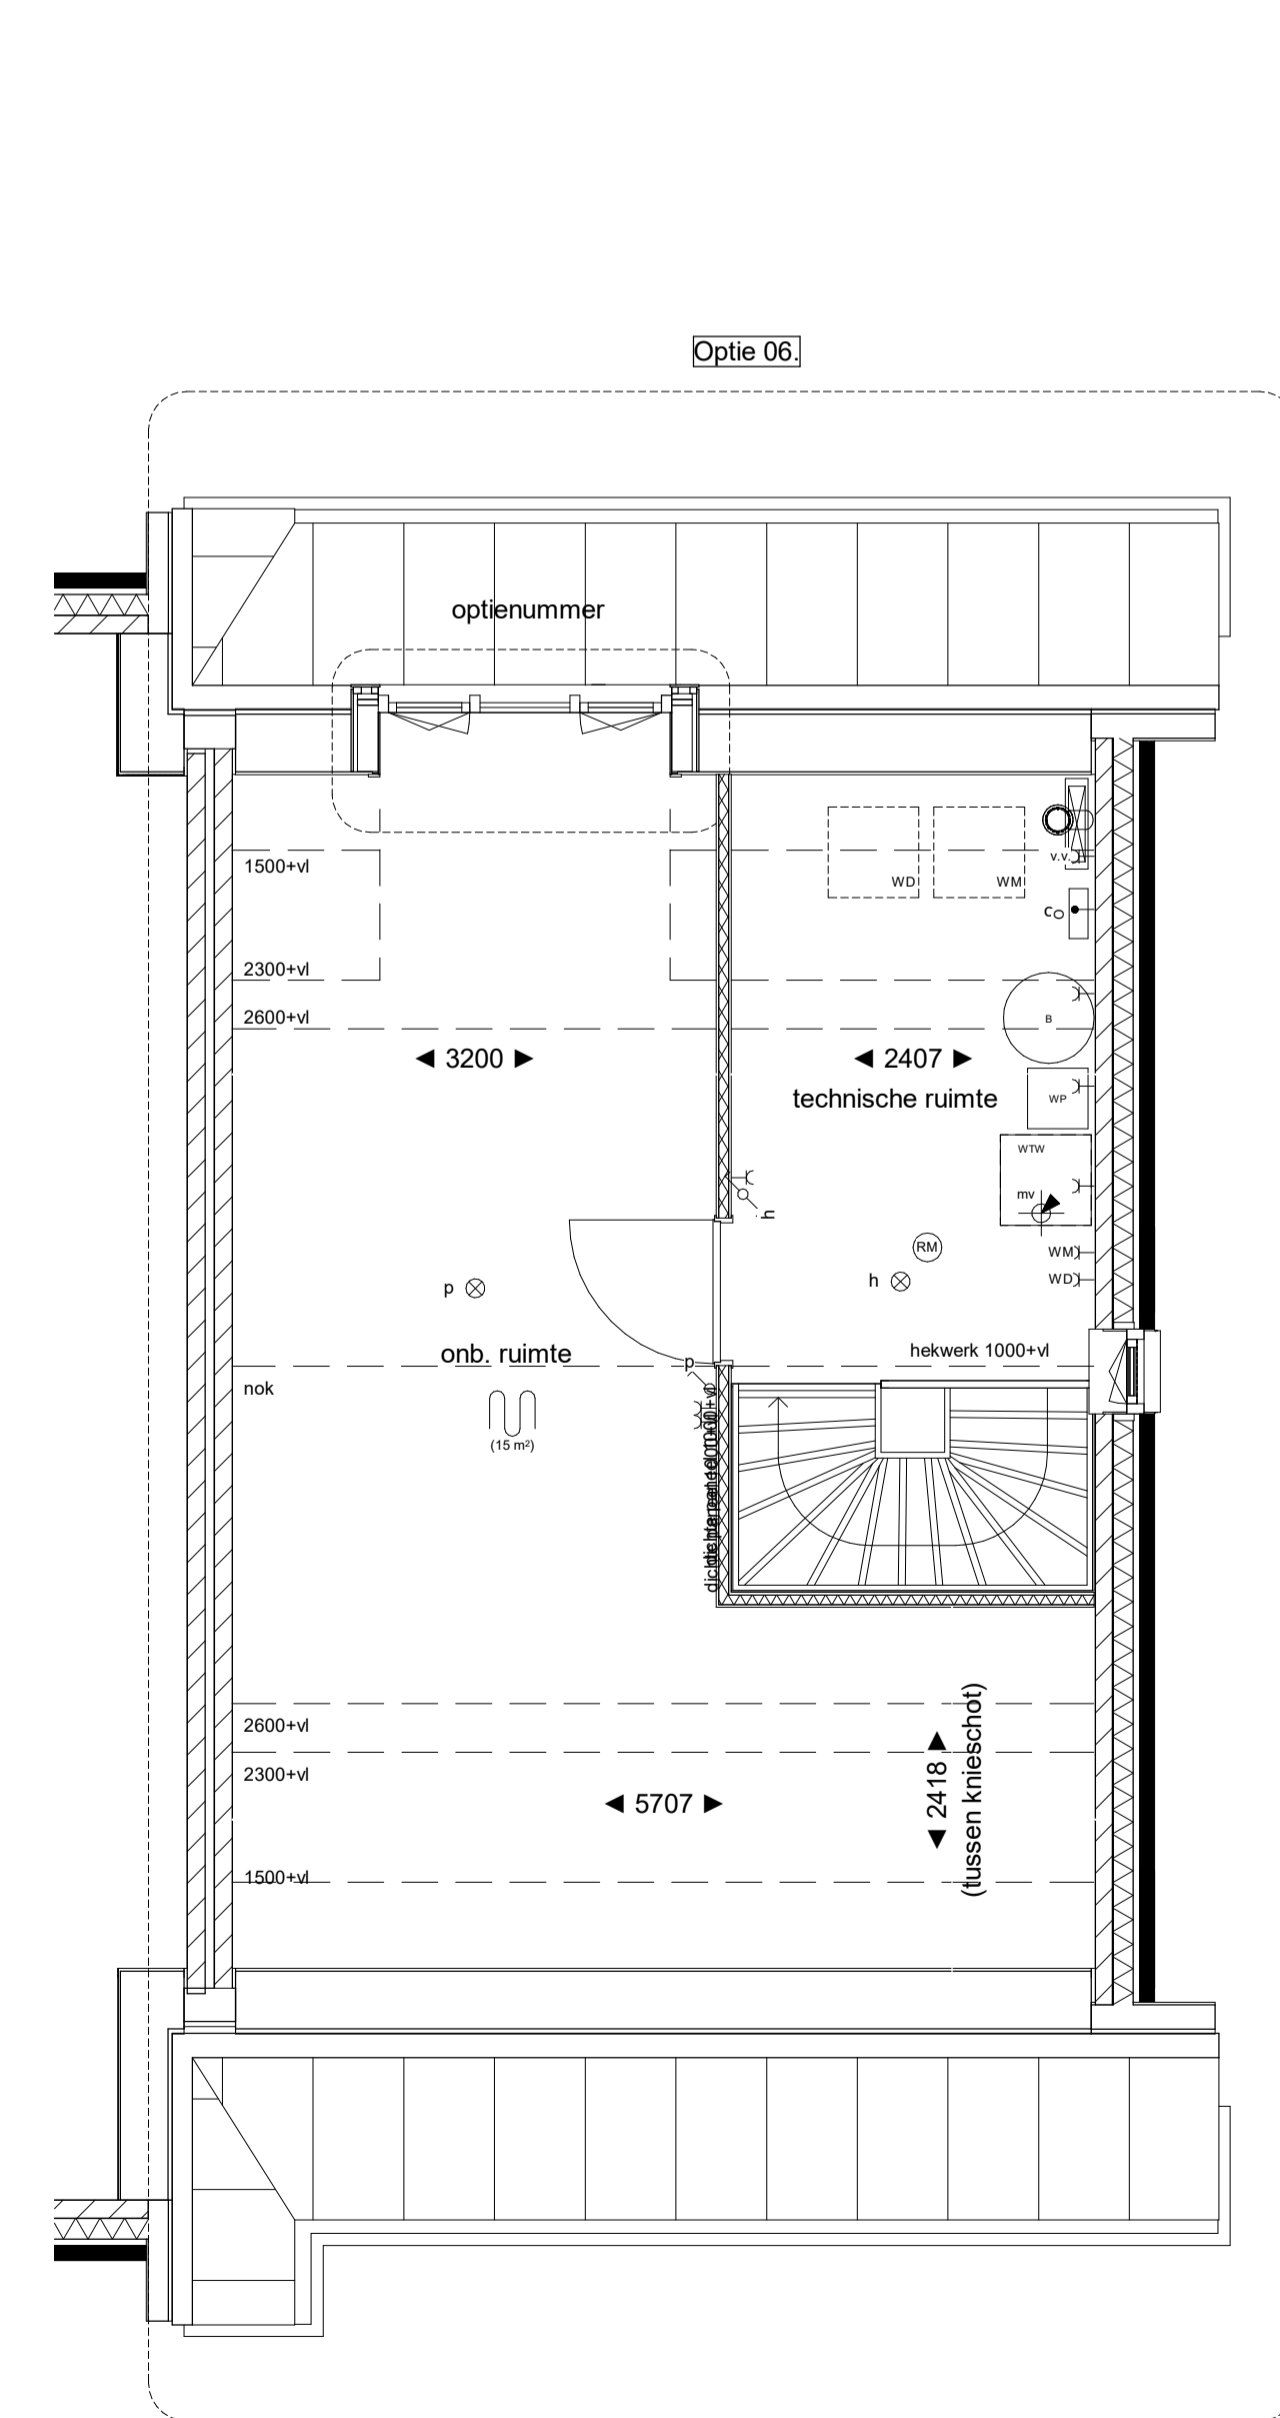 Optie 06.
optienummer
1500+vl
2300+vl
2600+vl
WD
WM
v.v.
c
B
◄ 3200 ►
◄ 2407 ►
technische ruimte
WP
WTW
mv
h
RM
WM
WD
p
h
onb. ruimte
p
hekwerk 1000+vl
nok
(15 m²)
2600+vl
2300+vl
◄ 5707 ►
◄ 2418 ►
(tussen knieschot)
1500+vl